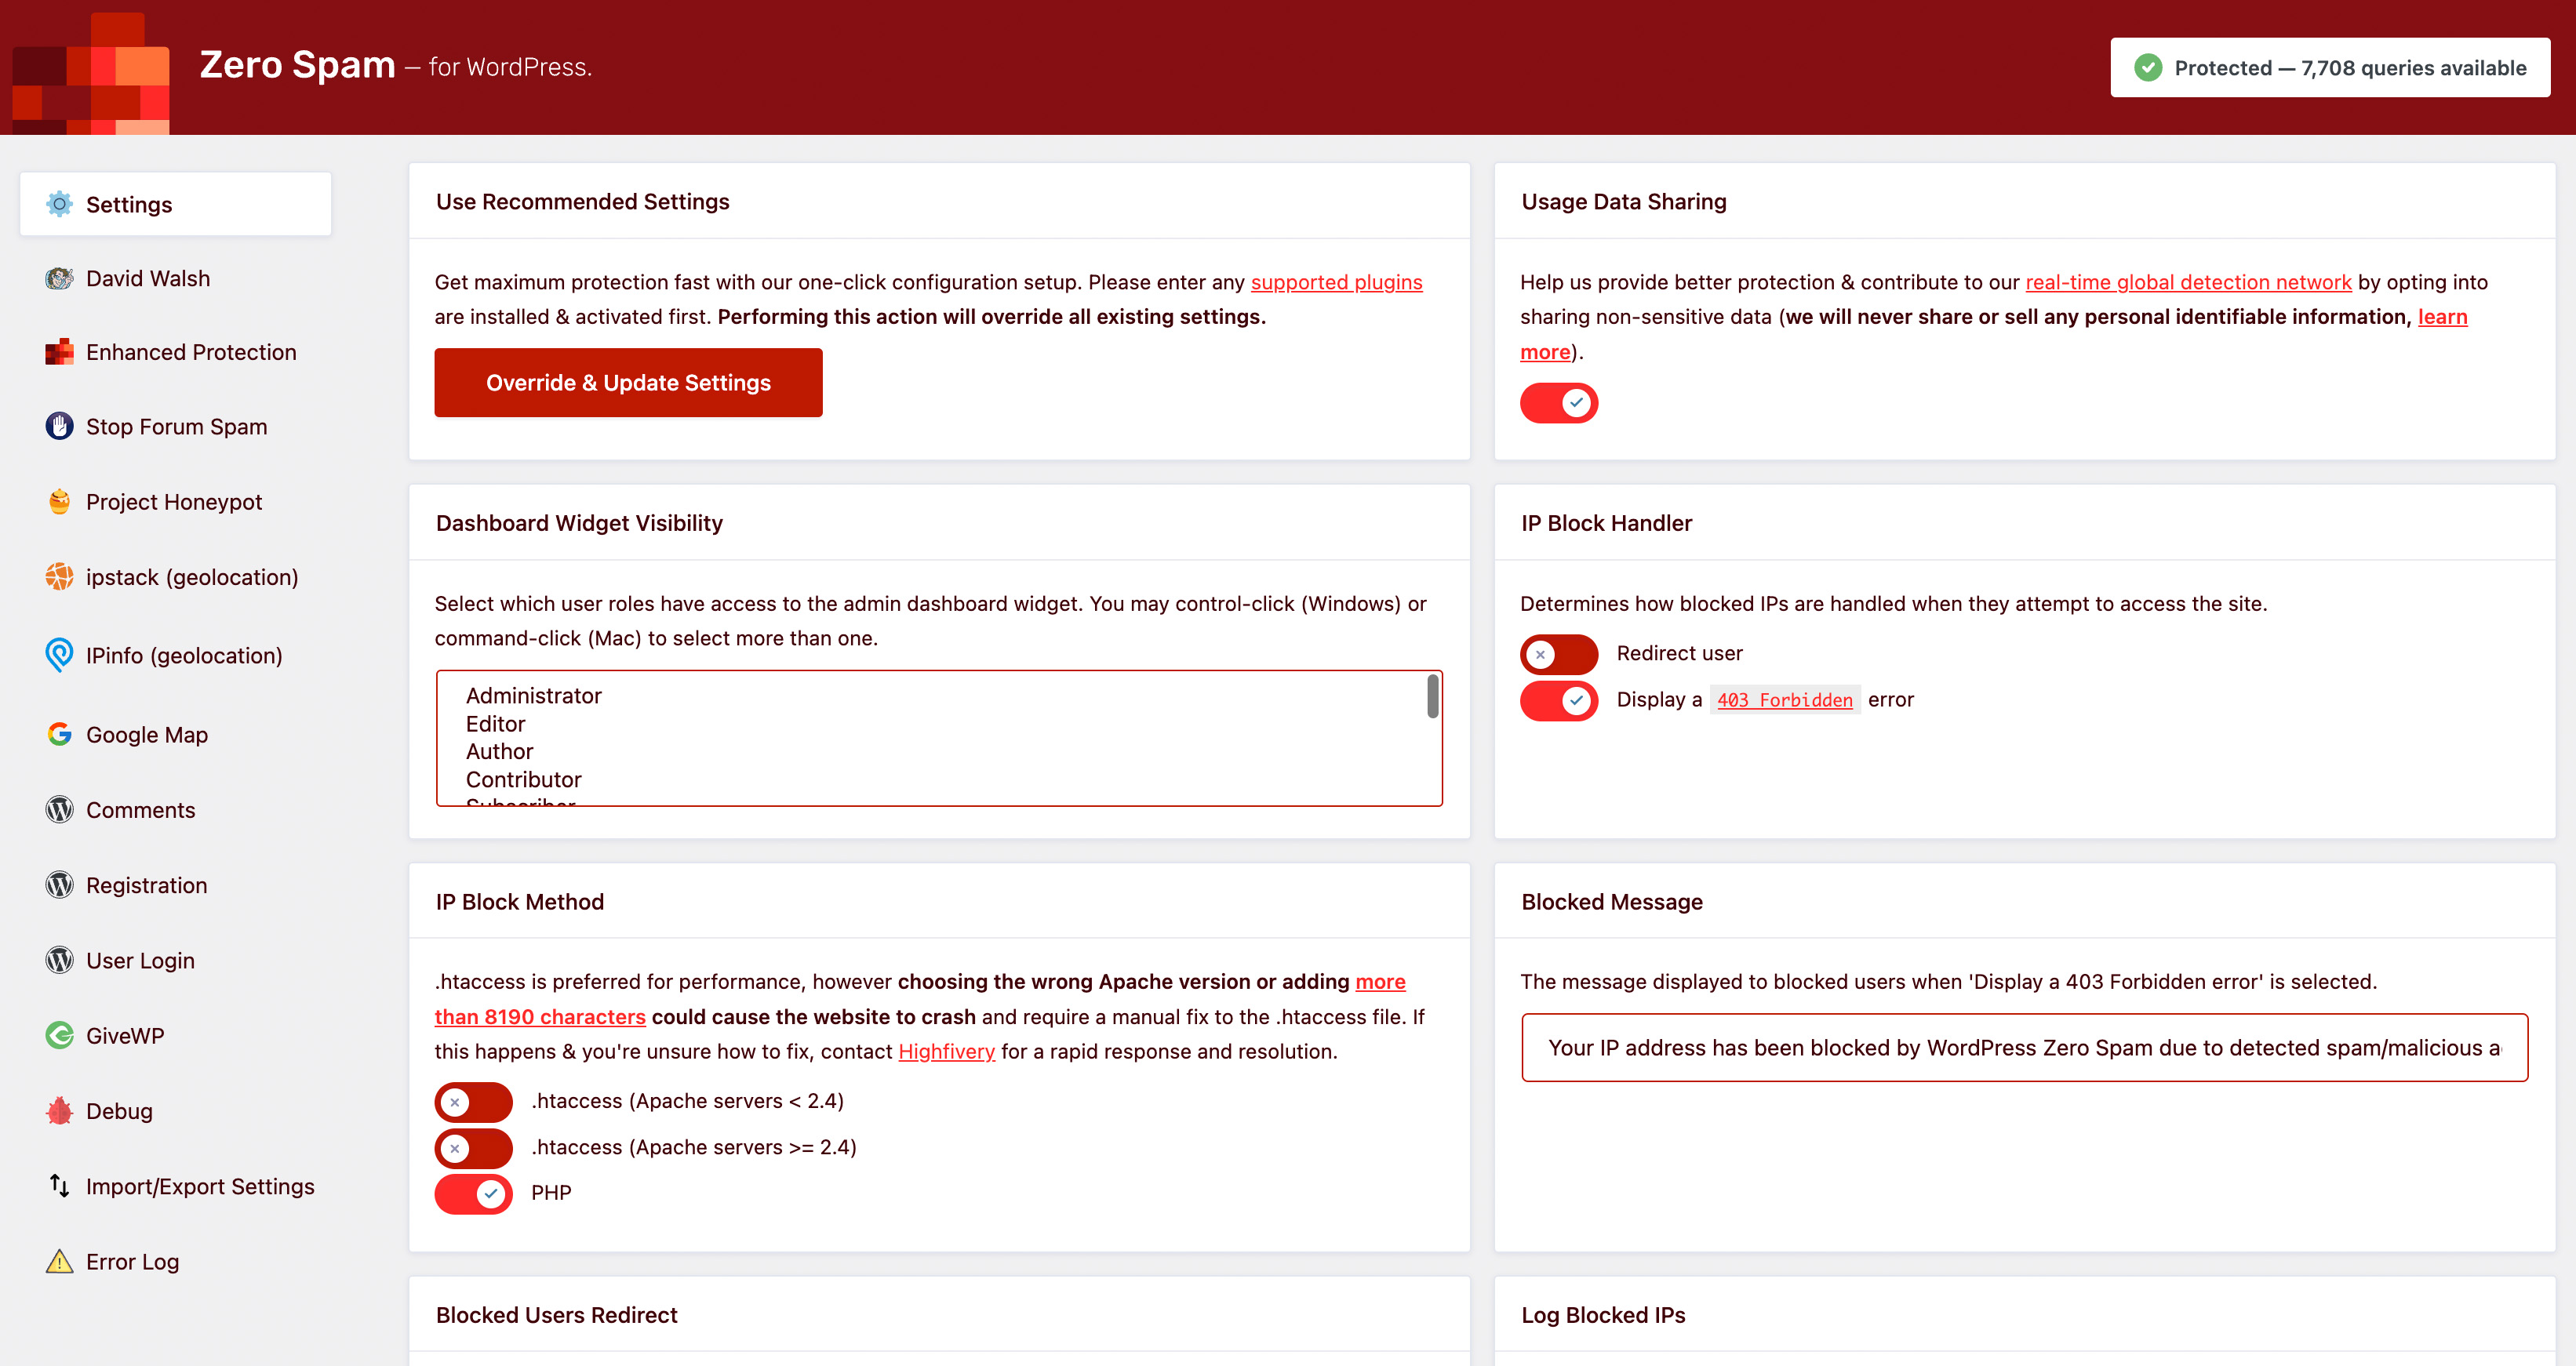 Zero Spam — for WordPress.
Protected — 7,708 queries available
Settings
David Walsh
Enhanced Protection
Stop Forum Spam
Project Honeypot
ipstack (geolocation)
IPinfo (geolocation)
Google Map
Comments
Registration
User Login
GiveWP
Debug
Import/Export Settings
Error Log
Use Recommended Settings
Get maximum protection fast with our one-click configuration setup. Please enter any supported plugins
are installed & activated first. Performing this action will override all existing settings.
Override & Update Settings
Usage Data Sharing
Help us provide better protection & contribute to our real-time global detection network by opting into
sharing non-sensitive data (we will never share or sell any personal identifiable information, learn
more).
Dashboard Widget Visibility
Select which user roles have access to the admin dashboard widget. You may control-click (Windows) or
command-click (Mac) to select more than one.
Administrator
Editor
Author
Contributor
Subscriber
IP Block Handler
Determines how blocked IPs are handled when they attempt to access the site.
Redirect user
Display a 403 Forbidden error
IP Block Method
.htaccess is preferred for performance, however choosing the wrong Apache version or adding more
than 8190 characters could cause the website to crash and require a manual fix to the .htaccess file. If
this happens & you're unsure how to fix, contact Highfivery for a rapid response and resolution.
.htaccess (Apache servers < 2.4)
.htaccess (Apache servers >= 2.4)
PHP
Blocked Message
The message displayed to blocked users when 'Display a 403 Forbidden error' is selected.
Your IP address has been blocked by WordPress Zero Spam due to detected spam/malicious a
Blocked Users Redirect
Log Blocked IPs